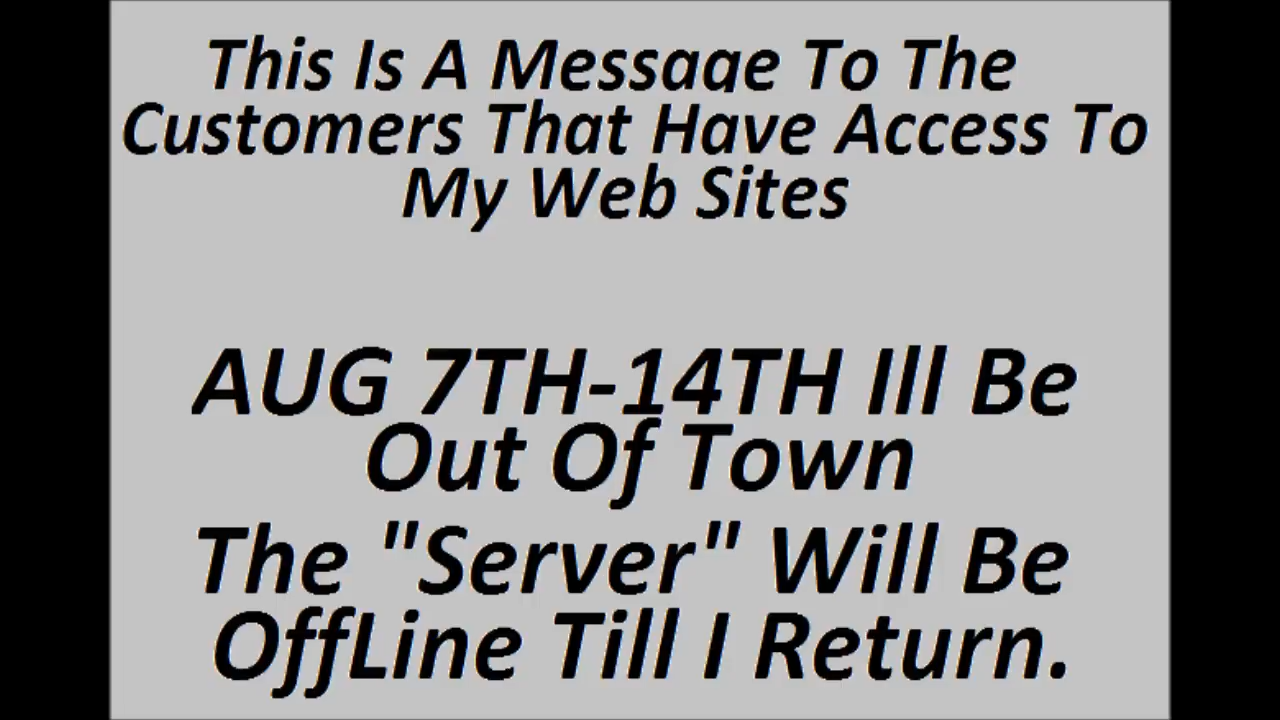 This Is A Message To The
Customers That Have Access To
My Web Sites
AUG 7TH-14TH Ill Be
Out Of Town
The "Server" Will Be
OffLine Till I Return.